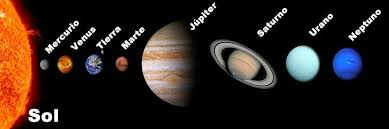 Mercurio
Venus
Tierra
Marte
Júpiter
Saturno
Urano
Neptuno
Sol